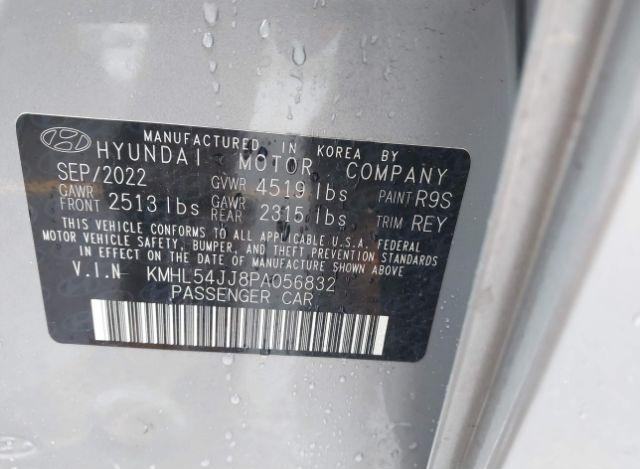 MANUFACTURED IN KOREA BY
HYUNDAI MOTOR COMPANY
SEP/2022 GVWR 4519 lbs PAINT R9S
GAWR FRONT 2513 lbs GAWR REAR 2315 lbs TRIM REY
THIS VEHICLE CONFORMS TO ALL APPLICABLE U.S.A. FEDERAL
MOTOR VEHICLE SAFETY, BUMPER, AND THEFT PREVENTION STANDARDS
IN EFFECT ON THE DATE OF MANUFACTURE SHOWN ABOVE.
V.I.N KMHL54JJ8PA056832
PASSENGER CAR